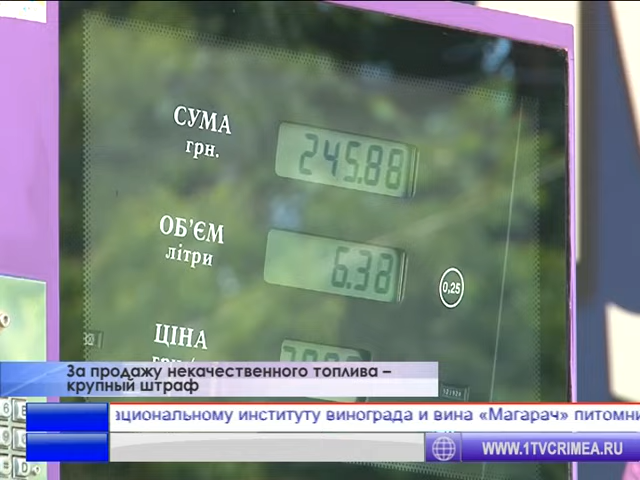 СУМА
грн.
245.88
ОБ'ЄМ
літри
6.38
0,25
ЦІНА
За продажу некачественного топлива –
крупный штраф
ациональному институту винограда и вина «Магарач» питомни
WWW.1TVCRIMEA.RU